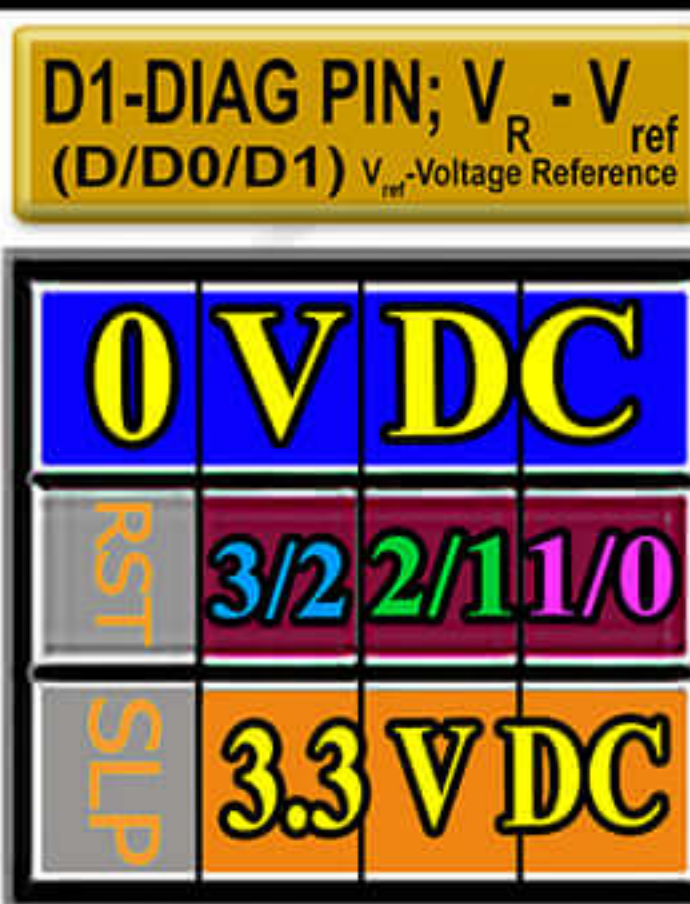 D1-DIAG PIN; VR - Vref
(D/D0/D1) Vref-Voltage Reference
0 V DC
RST 3/2 2/1 1/0
SLP 3.3 V DC